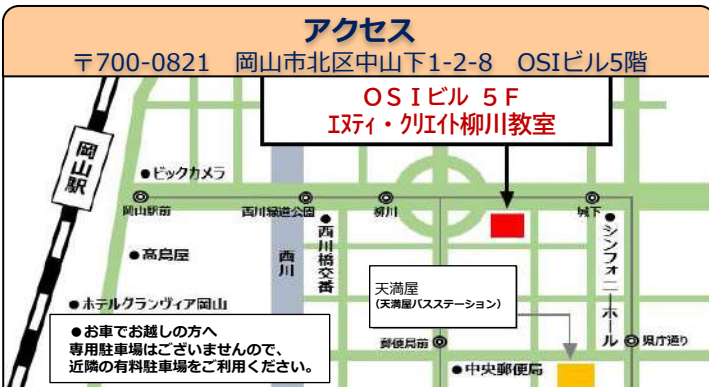 アクセス
〒700-0821 岡山市北区中山下1-2-8 OSIビル5階
OSIビル 5F
エヌティ・クリエイト柳川教室
岡山駅
●ビックカメラ
岡山駅前
西川緑道公園
柳川
城下
●高島屋
西川
●西川橋交番
●シンフォニーホール
天満屋
(天満屋バスステーション)
●ホテルグランヴィア岡山
●お車でお越しの方へ
専用駐車場はございませんので、
近隣の有料駐車場をご利用ください。
郵便局前
県庁通り
●中央郵便局